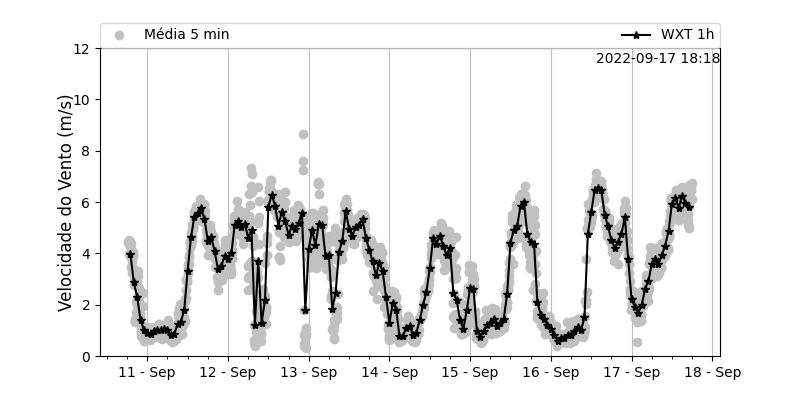 Média 5 min WXT 1h
2022-09-17 18:18
Velocidade do Vento (m/s)
12
10
8
6
4
2
0
11 - Sep 12 - Sep 13 - Sep 14 - Sep 15 - Sep 16 - Sep 17 - Sep 18 - Sep